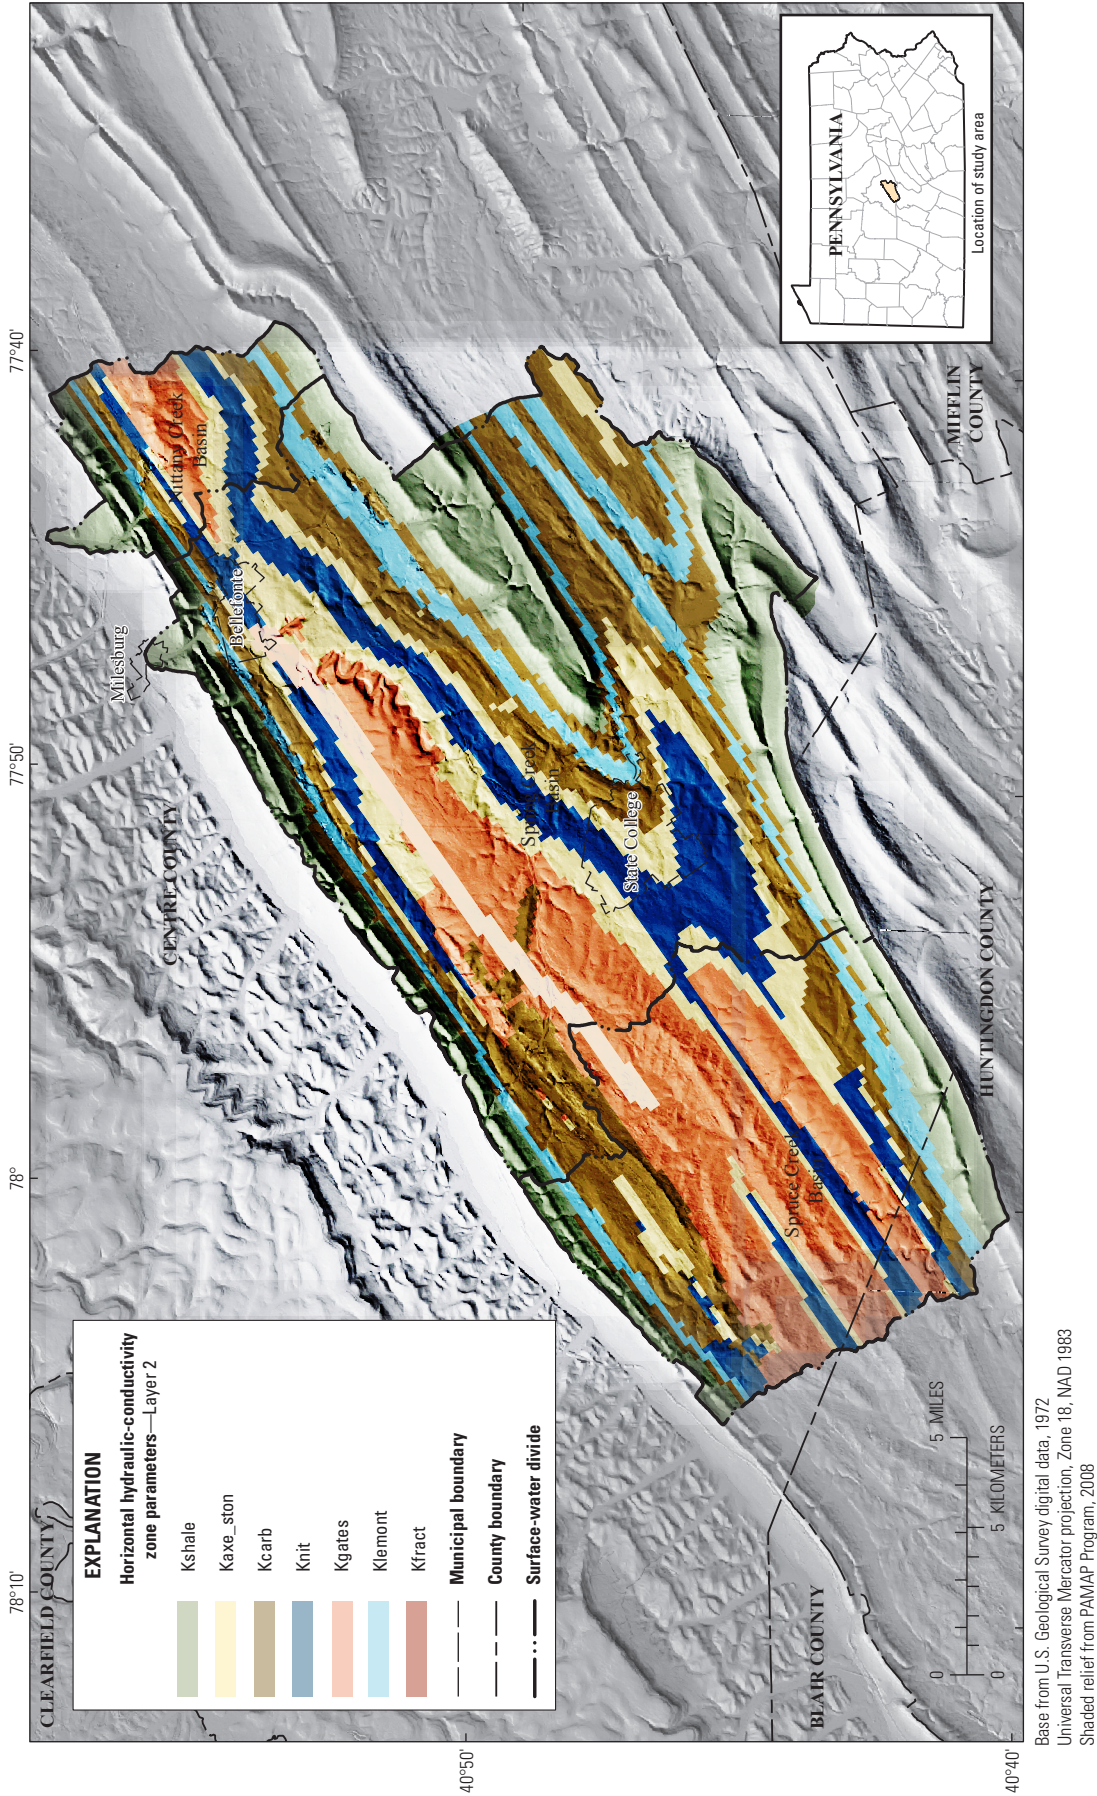 CLEARFIELD COUNTY
CENTRE COUNTY
Milesburg
Bellefonte
Nittany Creek
Basin
Spring Creek
Basin
State College
Spruce Creek
Basin
HUNTINGDON COUNTY
MIFFLIN
COUNTY
BLAIR COUNTY
78°10'
78°
77°50'
77°40'
40°50'
40°40'
EXPLANATION
Horizontal hydraulic-conductivity
zone parameters—Layer 2
Kshale
Kaxe_ston
Kcarb
Knit
Kgates
Klemont
Kfract
Municipal boundary
County boundary
Surface-water divide
0 5 MILES
0 5 KILOMETERS
PENNSYLVANIA
Location of study area
Base from U.S. Geological Survey digital data, 1972
Universal Transverse Mercator projection, Zone 18, NAD 1983
Shaded relief from PAMAP Program, 2008